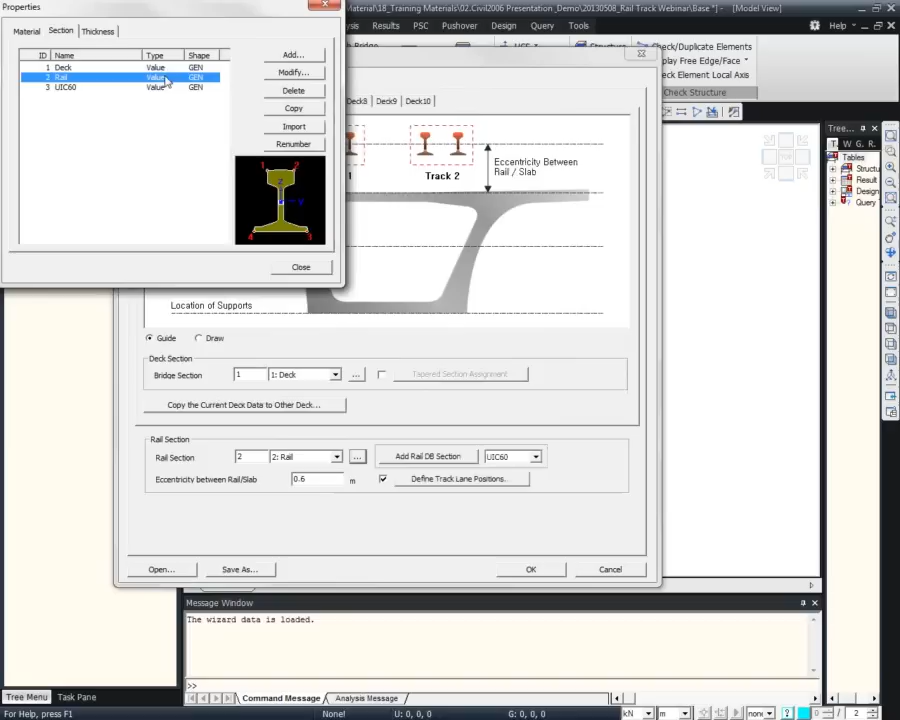 Properties
Material\18_Training Materials\02.Civil2006 Presentation_Demo\20130508_Rail Track Webinar\Base * ] - [Model View]
Material Section Thickness
ysis Results PSC Pushover Design Query Tools
Help
ID Name Type Shape
1 Deck Value GEN
2 Rail Value GEN
3 UIC60 Value GEN
Add...
Modify...
Delete
Copy
Import
Renumber
Close
Check/Duplicate Elements
play Free Edge/Face
ck Element Local Axis
Check Structure
Deck8 Deck9 Deck10
1
2
3
4
1
Track 2
Eccentricity Between
Rail / Slab
Location of Supports
TOP
Tree...
T. W G. R.
Tables
Structu
Result
Design
Query
Guide Draw
Deck Section
Bridge Section 1 1: Deck ... Tapered Section Assignment
Copy the Current Deck Data to Other Deck...
Rail Section
Rail Section 2 2: Rail ... Add Rail DB Section UIC60
Eccentricity between Rail/Slab 0.6 m Define Track Lane Positions..
Open... Save As... OK Cancel
Message Window
The wizard data is loaded.
>>
Tree Menu Task Pane
Command Message Analysis Message
For Help, press F1 None! U: 0, 0, 0 G: 0, 0, 0 kN m none 0 / 2